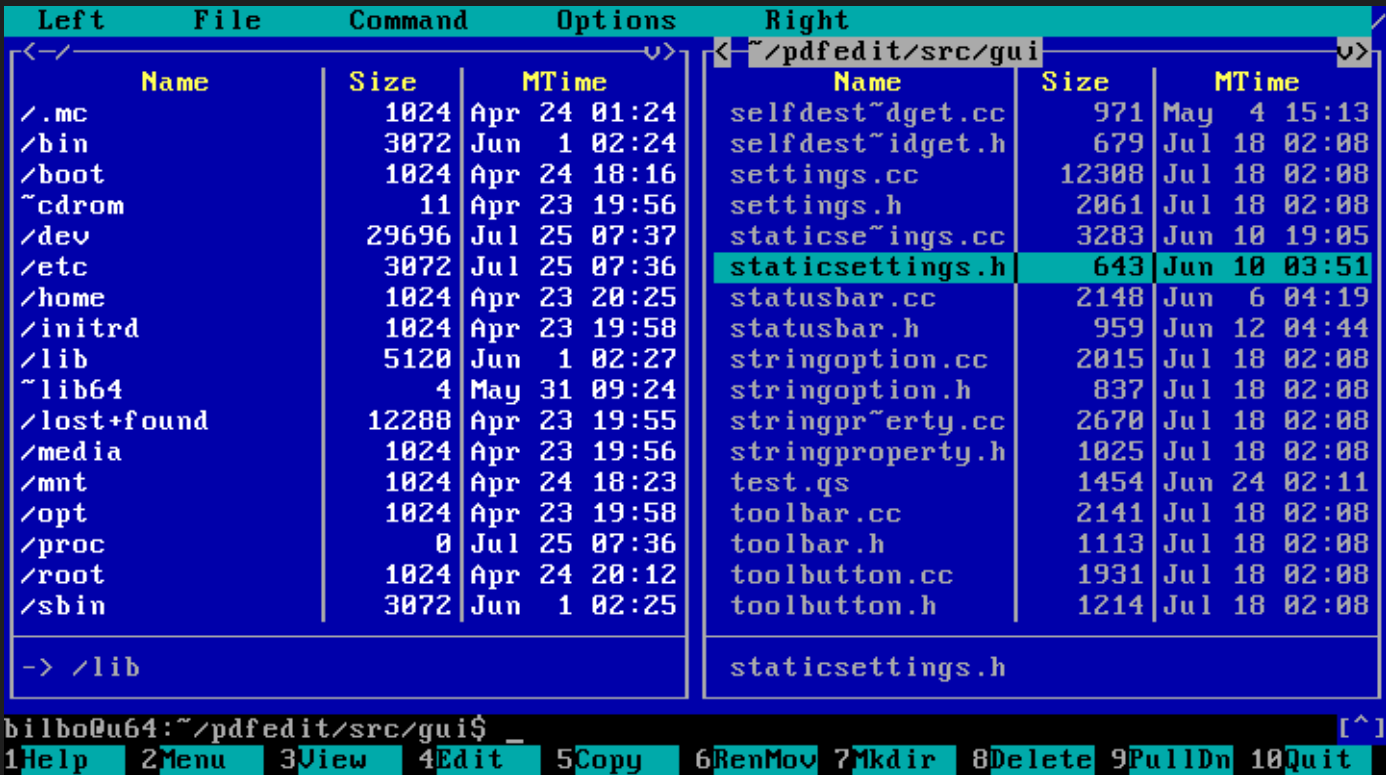 Left File Command Options Right /
<─/ v>
Name Size MTime
/.mc 1024 Apr 24 01:24
/bin 3072 Jun 1 02:24
/boot 1024 Apr 24 18:16
~cdrom 11 Apr 23 19:56
/dev 29696 Jul 25 07:37
/etc 3072 Jul 25 07:36
/home 1024 Apr 23 20:25
/initrd 1024 Apr 23 19:58
/lib 5120 Jun 1 02:27
~lib64 4 May 31 09:24
/lost+found 12288 Apr 23 19:55
/media 1024 Apr 23 19:56
/mnt 1024 Apr 24 18:23
/opt 1024 Apr 23 19:58
/proc 0 Jul 25 07:36
/root 1024 Apr 24 20:12
/sbin 3072 Jun 1 02:25
-> /lib
< ~/pdfedit/src/gui v>
Name Size MTime
selfdest~dget.cc 971 May 4 15:13
selfdest~idget.h 679 Jul 18 02:08
settings.cc 12308 Jul 18 02:08
settings.h 2061 Jul 18 02:08
staticse~ings.cc 3283 Jun 10 19:05
staticsettings.h 643 Jun 10 03:51
statusbar.cc 2148 Jun 6 04:19
statusbar.h 959 Jun 12 04:44
stringoption.cc 2015 Jul 18 02:08
stringoption.h 837 Jul 18 02:08
stringpr~erty.cc 2670 Jul 18 02:08
stringproperty.h 1025 Jul 18 02:08
test.qs 1454 Jun 24 02:11
toolbar.cc 2141 Jul 18 02:08
toolbar.h 1113 Jul 18 02:08
toolbutton.cc 1931 Jul 18 02:08
toolbutton.h 1214 Jul 18 02:08
staticsettings.h
bilbo@u64:~/pdfedit/src/gui$ _ [^]
1Help 2Menu 3View 4Edit 5Copy 6RenMov 7Mkdir 8Delete 9PullDn 10Quit